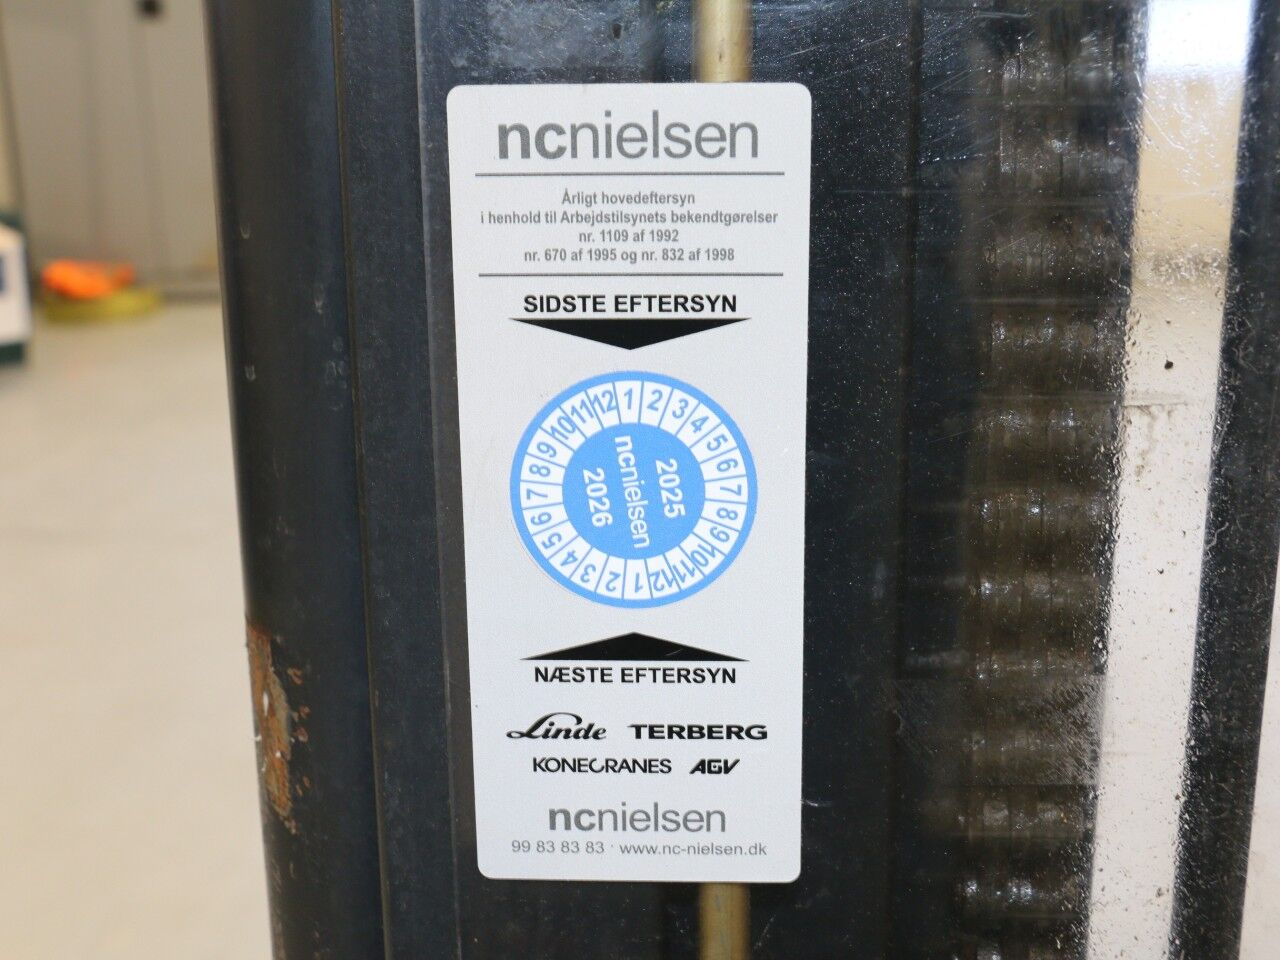 ncnielsen
Årligt hovedeftersyn
i henhold til Arbejdstilsynets bekendtgørelser
nr. 1109 af 1992
nr. 670 af 1995 og nr. 832 af 1998
SIDSTE EFTERSYN
1 2 3 4 5 6 7 8 9 10 11 12
2025
ncnielsen
2026
1 2 3 4 5 6 7 8 9 10 11 12
NÆSTE EFTERSYN
Linde TERBERG
KONECRANES AGV
ncnielsen
99 83 83 83 · www.nc-nielsen.dk